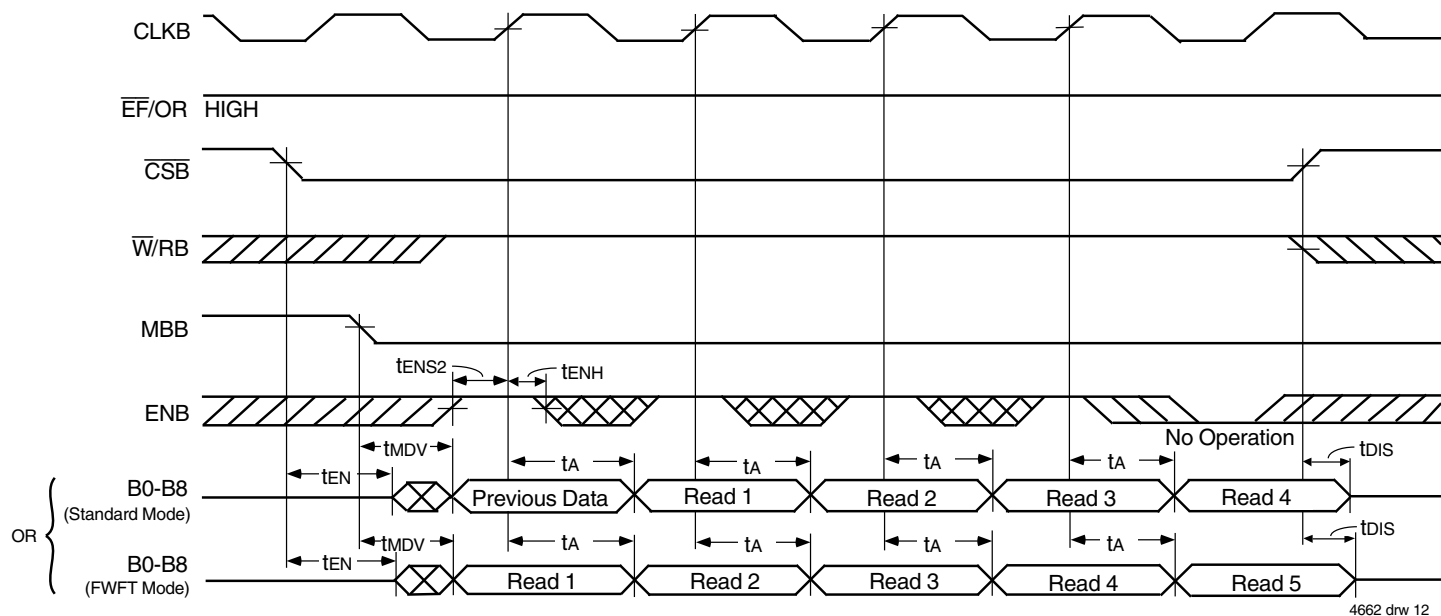 CLKB
EF/OR HIGH
CSB
W/RB
MBB
tENS2 tENH
ENB
No Operation
tMDV
tEN tA tA tA tA tDIS
B0-B8 Previous Data Read 1 Read 2 Read 3 Read 4
(Standard Mode)
OR
tMDV
tEN tA tA tA tA tDIS
B0-B8 Read 1 Read 2 Read 3 Read 4 Read 5
(FWFT Mode)
4662 drw 12